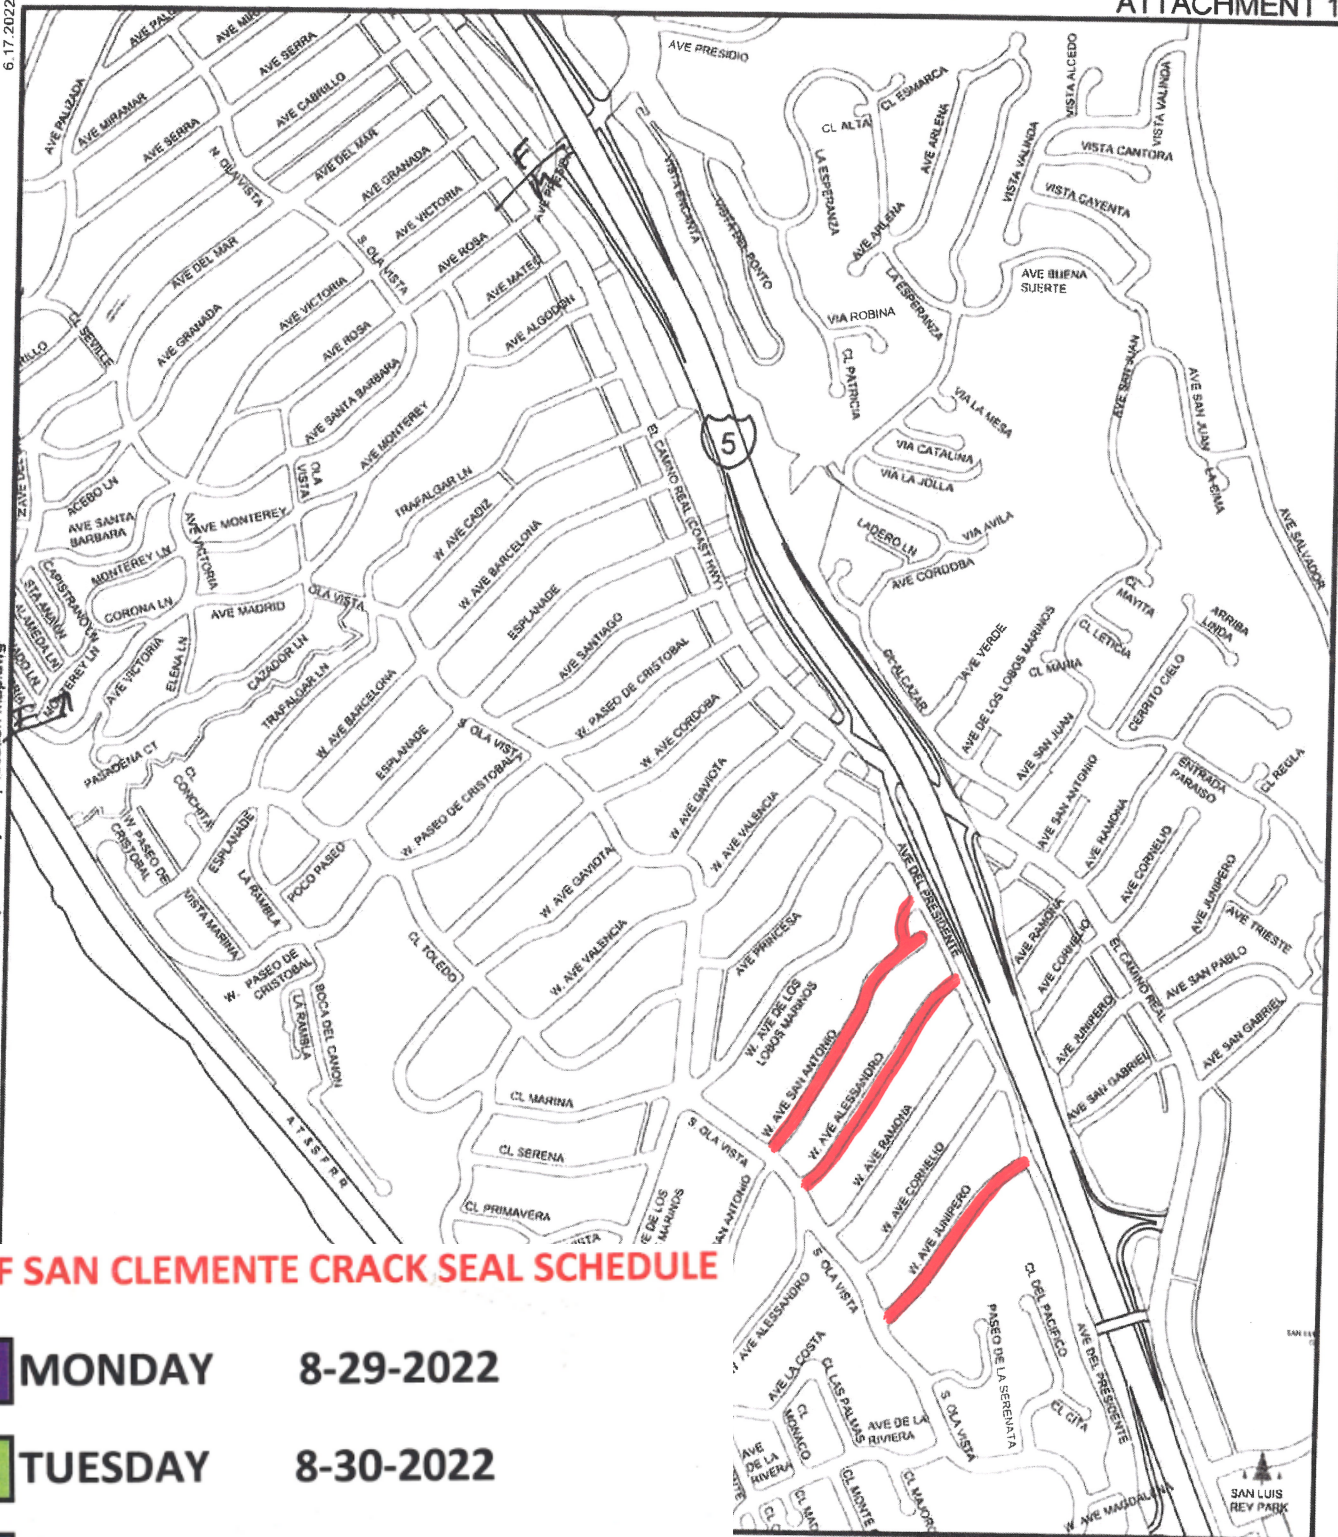 ATTACHMENT 1
6.17.2022
AVE PRESIDIO
AVE SERRA
AVE CABRILLO
AVE PALIZADA
AVE MIRAMAR
AVE SERRA
N. OLA VISTA
AVE DEL MAR
AVE GRANADA
AVE VICTORIA
AVE ROSA
AVE MATEO
AVE ALGODON
S. OLA VISTA
AVE DEL MAR
AVE GRANADA
AVE VICTORIA
AVE ROSA
AVE SANTA BARBARA
AVE MONTEREY
CL SEVILLE
OLA
VISTA
ACEBO LN
AVE SANTA
BARBARA
AVE MONTEREY
AVE VICTORIA
MONTEREY LN
CORONA LN
AVE MADRID
OLA VISTA
AVE VICTORIA
ELENA LN
CAZADOR LN
TRAFALGAR LN
PASADENA CT
CL
CONCHITA
TRAFALGAR LN
W. AVE CADIZ
W. AVE BARCELONA
ESPLANADE
AVE SANTIAGO
W. PASEO DE CRISTOBAL
W. AVE CORDOBA
EL CAMINO REAL (COAST HWY)
5
VISTA ENCANTA
VISTA DEL PONTO
CL ESMARCA
CL ALTA
LA ESPERANZA
AVE ARLENA
AVE ARLENA
LA ESPERANZA
VISTA ALCEDO
VISTA VALINDA
VISTA VALINDA
VISTA CANTORA
VISTA CAYENTA
AVE BUENA
SUERTE
VIA ROBINA
CL PATRICIA
VIA LA MESA
VIA CATALINA
VIA LA JOLLA
LADERO LN
VIA AVILA
AVE CORDOBA
AVE SAN JUAN
AVE SAN JUAN
LA CIMA
AVE SALVADOR
CL
MAYITA
CL LETICIA
CL MARIA
ARRIBA
LINDA
CERRITO CIELO
CL ALCAZAR
AVE VERDE
AVE DE LOS LOBOS MARINOS
AVE SAN JUAN
AVE SAN ANTONIO
AVE RAMONA
AVE CORNELIO
ENTRADA
PARAISO
CL REGLA
AVE JUNIPERO
AVE TRIESTE
AVE SAN PABLO
AVE SAN GABRIEL
EL CAMINO REAL
AVE RAMONA
AVE CORNELIO
AVE JUNIPERO
AVE SAN GABRIEL
W. AVE BARCELONA
ESPLANADE
S. OLA VISTA
W. PASEO DE CRISTOBAL
W. AVE GAVIOTA
W. AVE VALENCIA
W. AVE GAVIOTA
W. AVE VALENCIA
AVE PRINCESA
W. PASEO DE
CRISTOBAL
ESPLANADE
LA RAMBLA
POCO PASEO
VISTA MARINA
W. PASEO DE
CRISTOBAL
LA RAMBLA
BOCA DEL CANON
CL TOLEDO
A T & S F R R
CL MARINA
CL SERENA
CL PRIMAVERA
AVE DEL PRESIDENTE
W. AVE DE LOS
LOBOS MARINOS
W. AVE SAN ANTONIO
W. AVE ALESSANDRO
W. AVE RAMONA
W. AVE CORNELIO
W. AVE JUNIPERO
S. OLA VISTA
S. OLA VISTA
CL DEL PACIFICO
PASEO DE LA SERENATA
AVE DEL PRESIDENTE
CL CITA
S. OLA VISTA
AVE ALESSANDRO
AVE LA COSTA
CL LAS PALMAS
CL
MONACO
AVE DE LA
RIVIERA
AVE
DE LA
RIVIERA
CL MONTE
CL MAJOR
W. AVE MAGDALENA
SAN LUIS
REY PARK
F SAN CLEMENTE CRACK SEAL SCHEDULE
MONDAY 8-29-2022
TUESDAY 8-30-2022